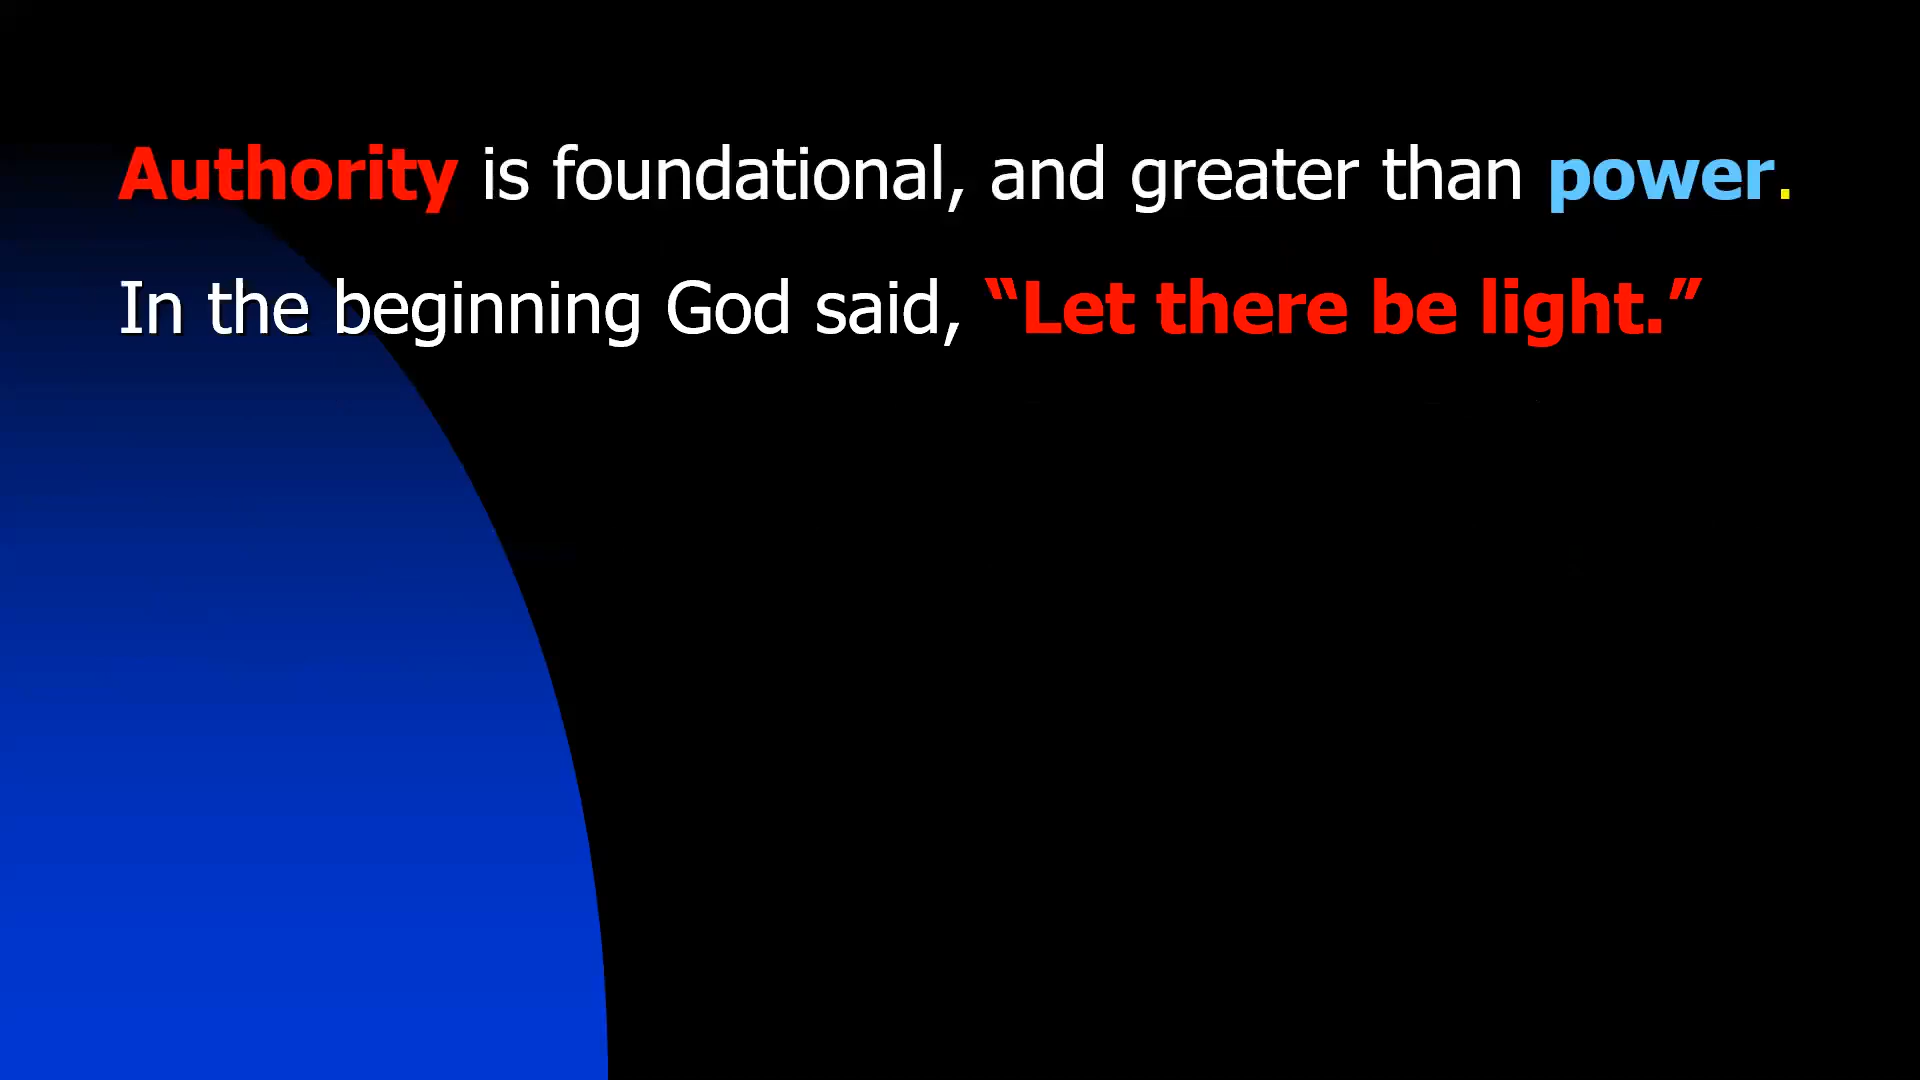 Authority is foundational, and greater than power.
In the beginning God said, “Let there be light.”